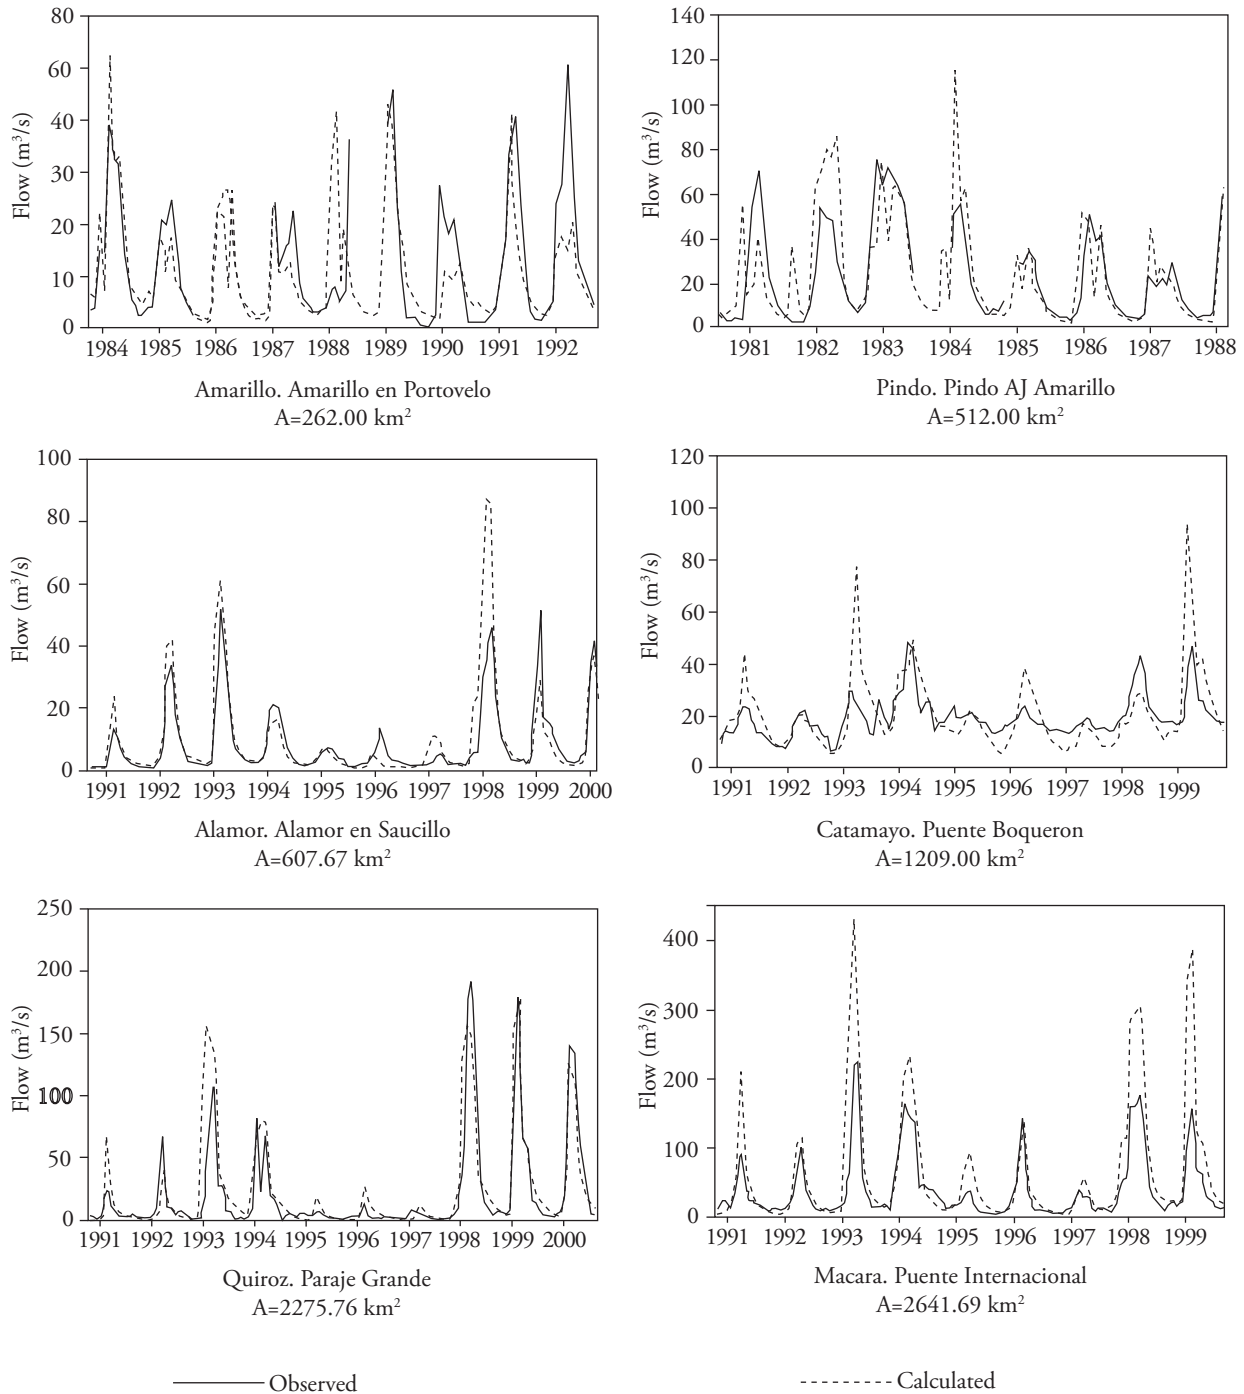 80
70
60
50
40
30
20
10
0
Flow (m³/s)
1984 1985 1986 1987 1988 1989 1990 1991 1992
Amarillo. Amarillo en Portovelo
A=262.00 km²
140
120
100
80
60
40
20
0
Flow (m³/s)
1981 1982 1983 1984 1985 1986 1987 1988
Pindo. Pindo AJ Amarillo
A=512.00 km²
100
80
60
40
20
0
Flow (m³/s)
1991 1992 1993 1994 1995 1996 1997 1998 1999 2000
Alamor. Alamor en Saucillo
A=607.67 km²
120
100
80
60
40
20
0
Flow (m³/s)
1991 1992 1993 1994 1995 1996 1997 1998 1999
Catamayo. Puente Boqueron
A=1209.00 km²
250
200
150
100
50
0
Flow (m³/s)
1991 1992 1993 1994 1995 1996 1997 1998 1999 2000
Quiroz. Paraje Grande
A=2275.76 km²
400
300
200
100
0
Flow (m³/s)
1991 1992 1993 1994 1995 1996 1997 1998 1999
Macara. Puente Internacional
A=2641.69 km²
Observed
Calculated